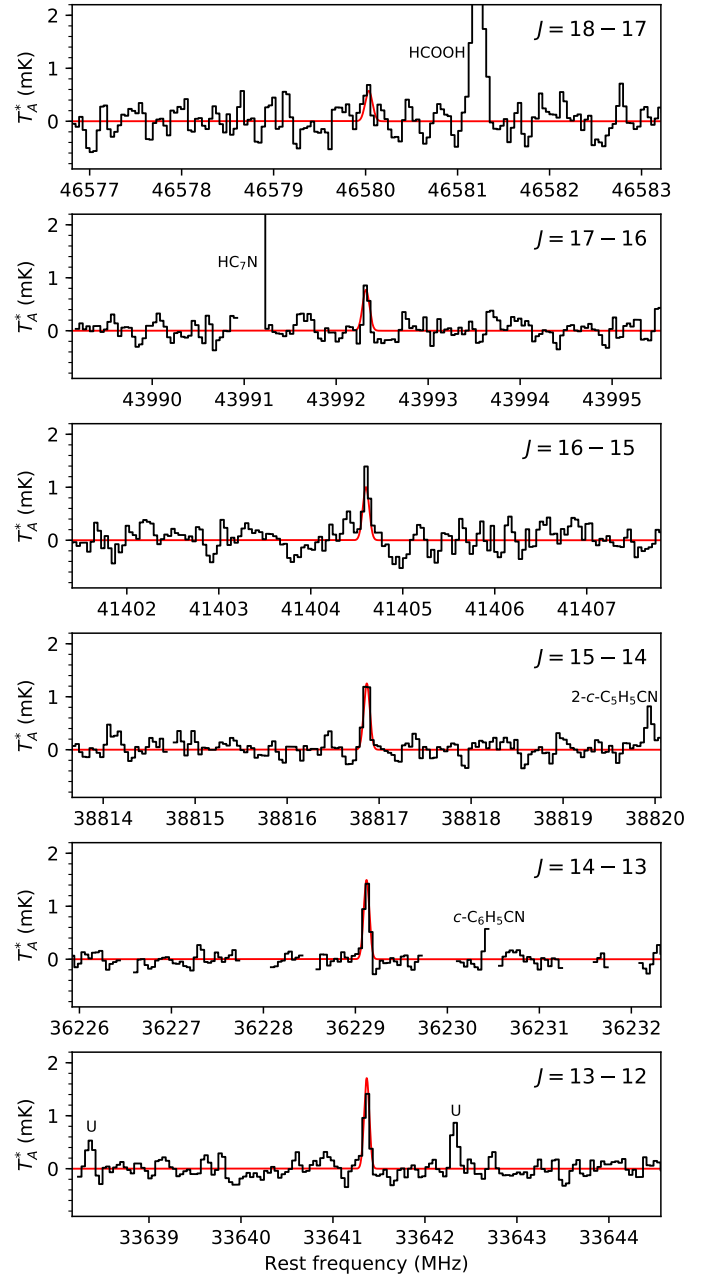 J = 18 − 17
HCOOH
2
1
0
T*A (mK)
46577 46578 46579 46580 46581 46582 46583
J = 17 − 16
HC7N
2
1
0
T*A (mK)
43990 43991 43992 43993 43994 43995
J = 16 − 15
2
1
0
T*A (mK)
41402 41403 41404 41405 41406 41407
J = 15 − 14
2-c-C5H5CN
2
1
0
T*A (mK)
38814 38815 38816 38817 38818 38819 38820
J = 14 − 13
c-C6H5CN
2
1
0
T*A (mK)
36226 36227 36228 36229 36230 36231 36232
J = 13 − 12
U
U
2
1
0
T*A (mK)
33639 33640 33641 33642 33643 33644
Rest frequency (MHz)